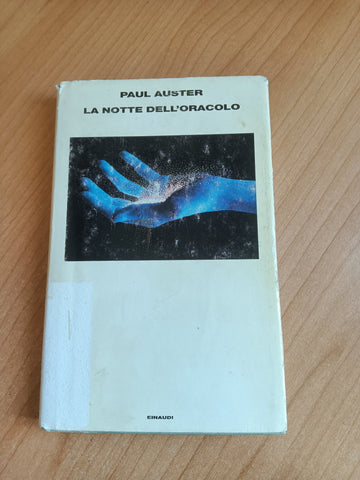 PAUL AUSTER
LA NOTTE DELL'ORACOLO
EINAUDI